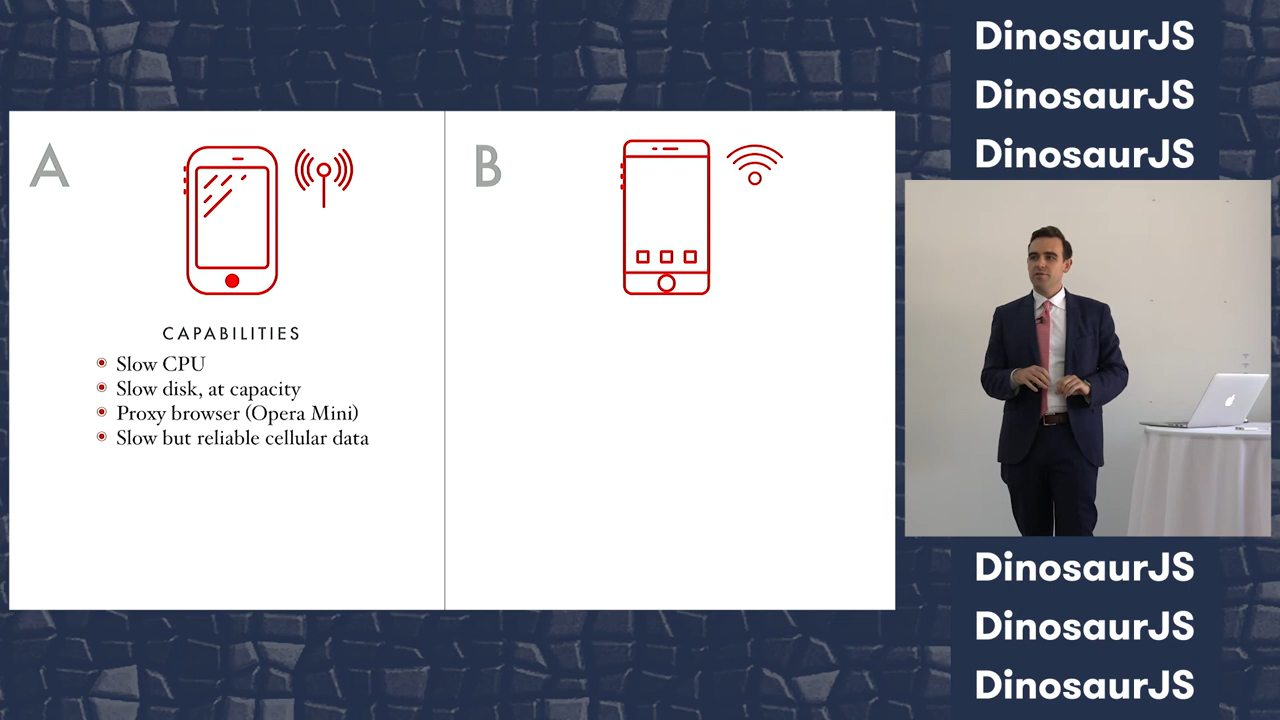 A
CAPABILITIES
Slow CPU
Slow disk, at capacity
Proxy browser (Opera Mini)
Slow but reliable cellular data
B
DinosaurJS
DinosaurJS
DinosaurJS
DinosaurJS
DinosaurJS
DinosaurJS